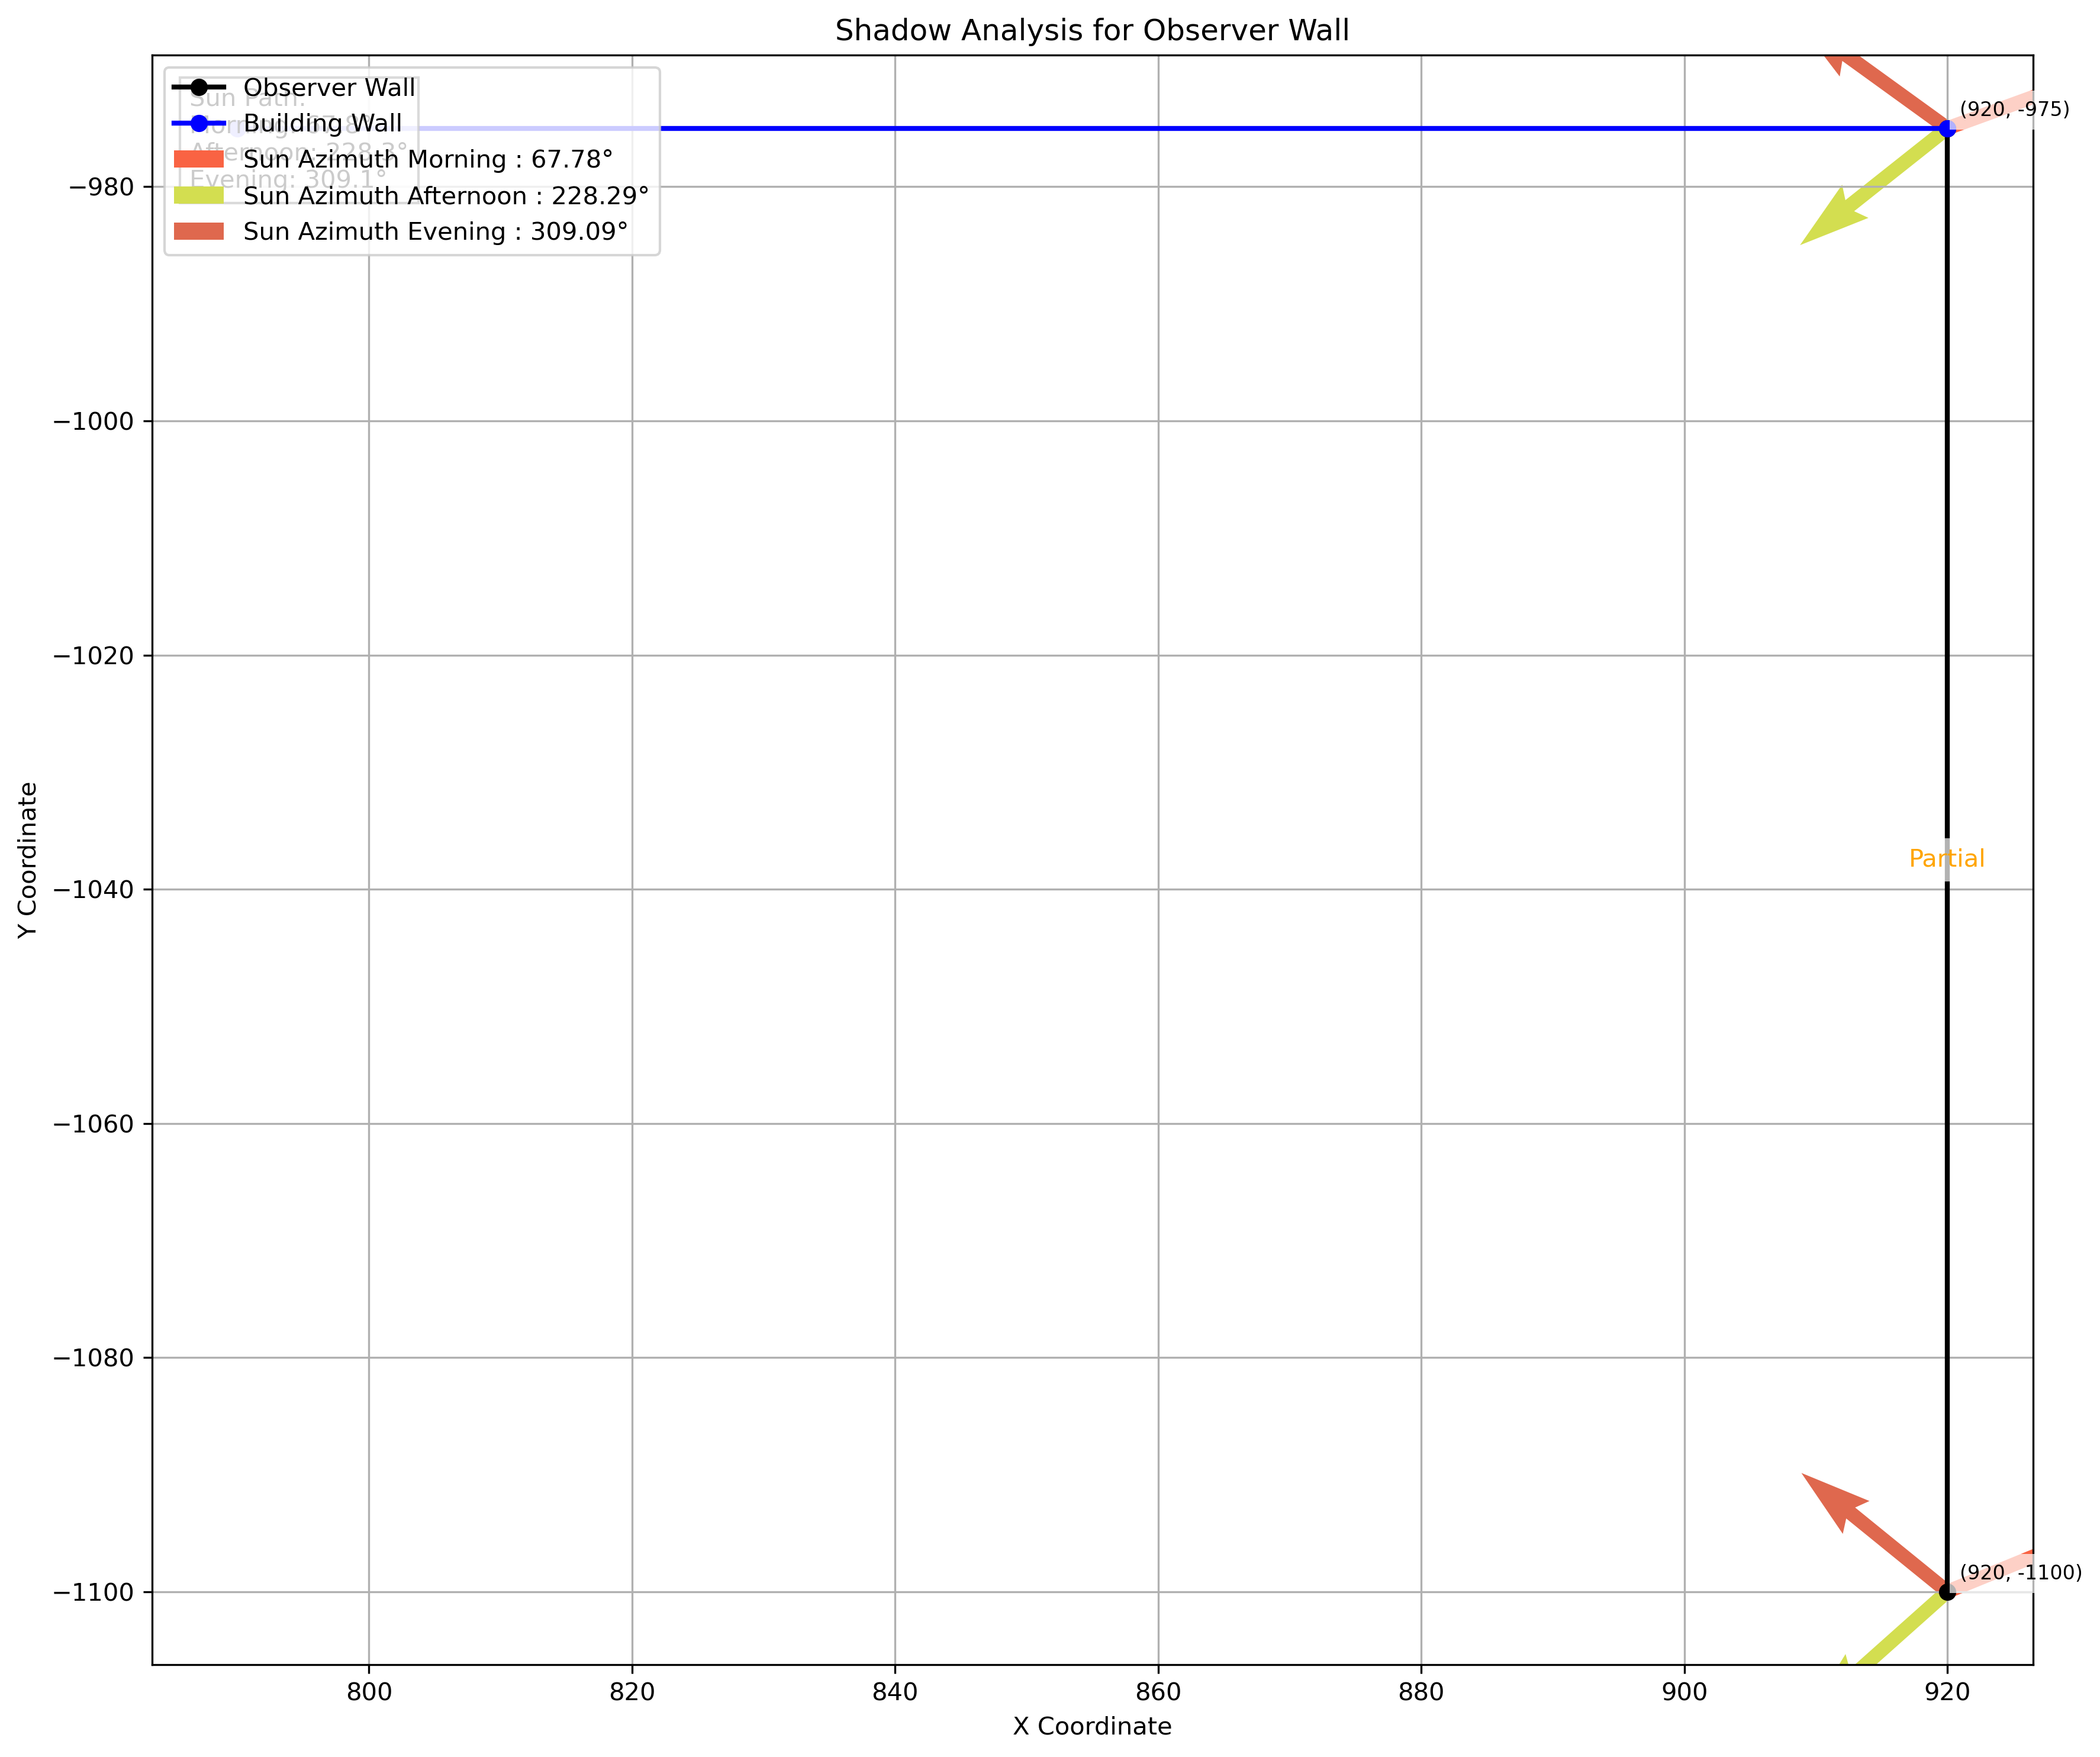 Shadow Analysis for Observer Wall
Observer Wall
Building Wall
Sun Azimuth Morning : 67.78°
Sun Azimuth Afternoon : 228.29°
Sun Azimuth Evening : 309.09°
Sun Path:
Morning: 67.8°
Afternoon: 228.3°
Evening: 309.1°
(920, -975)
Partial
(920, -1100)
Y Coordinate
−980
−1000
−1020
−1040
−1060
−1080
−1100
800
820
840
860
880
900
920
X Coordinate